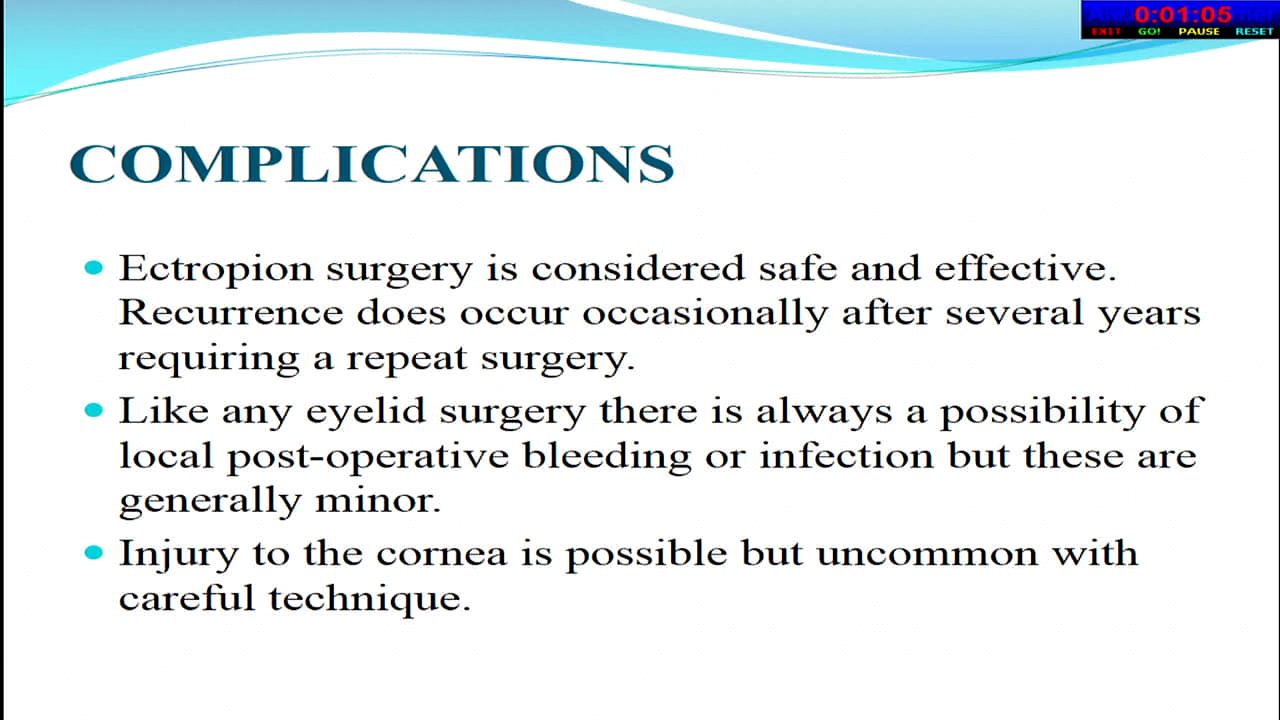 0:01:05
EXIT GO! PAUSE RESET
COMPLICATIONS
Ectropion surgery is considered safe and effective.
Recurrence does occur occasionally after several years
requiring a repeat surgery.
Like any eyelid surgery there is always a possibility of
local post-operative bleeding or infection but these are
generally minor.
Injury to the cornea is possible but uncommon with
careful technique.